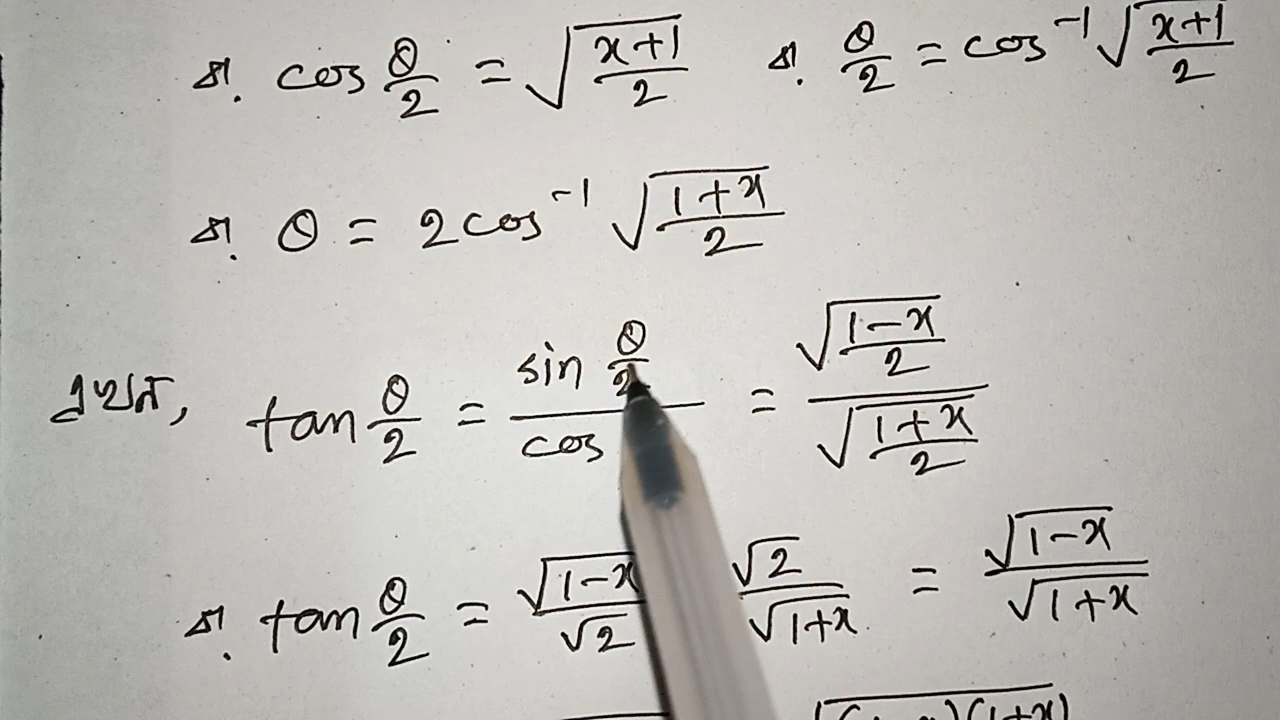 বা. cos θ/2 = √((x+1)/2) বা. θ/2 = cos⁻¹ √((x+1)/2)
বা. θ = 2cos⁻¹ √((1+x)/2)
এখন, tan θ/2 = (sin θ/2)/(cos = √((1-x)/2)/√((1+x)/2)
বা. tan θ/2 = √(1-x)/√2 √2/√(1+x) = √(1-x)/√(1+x)
(1+x)